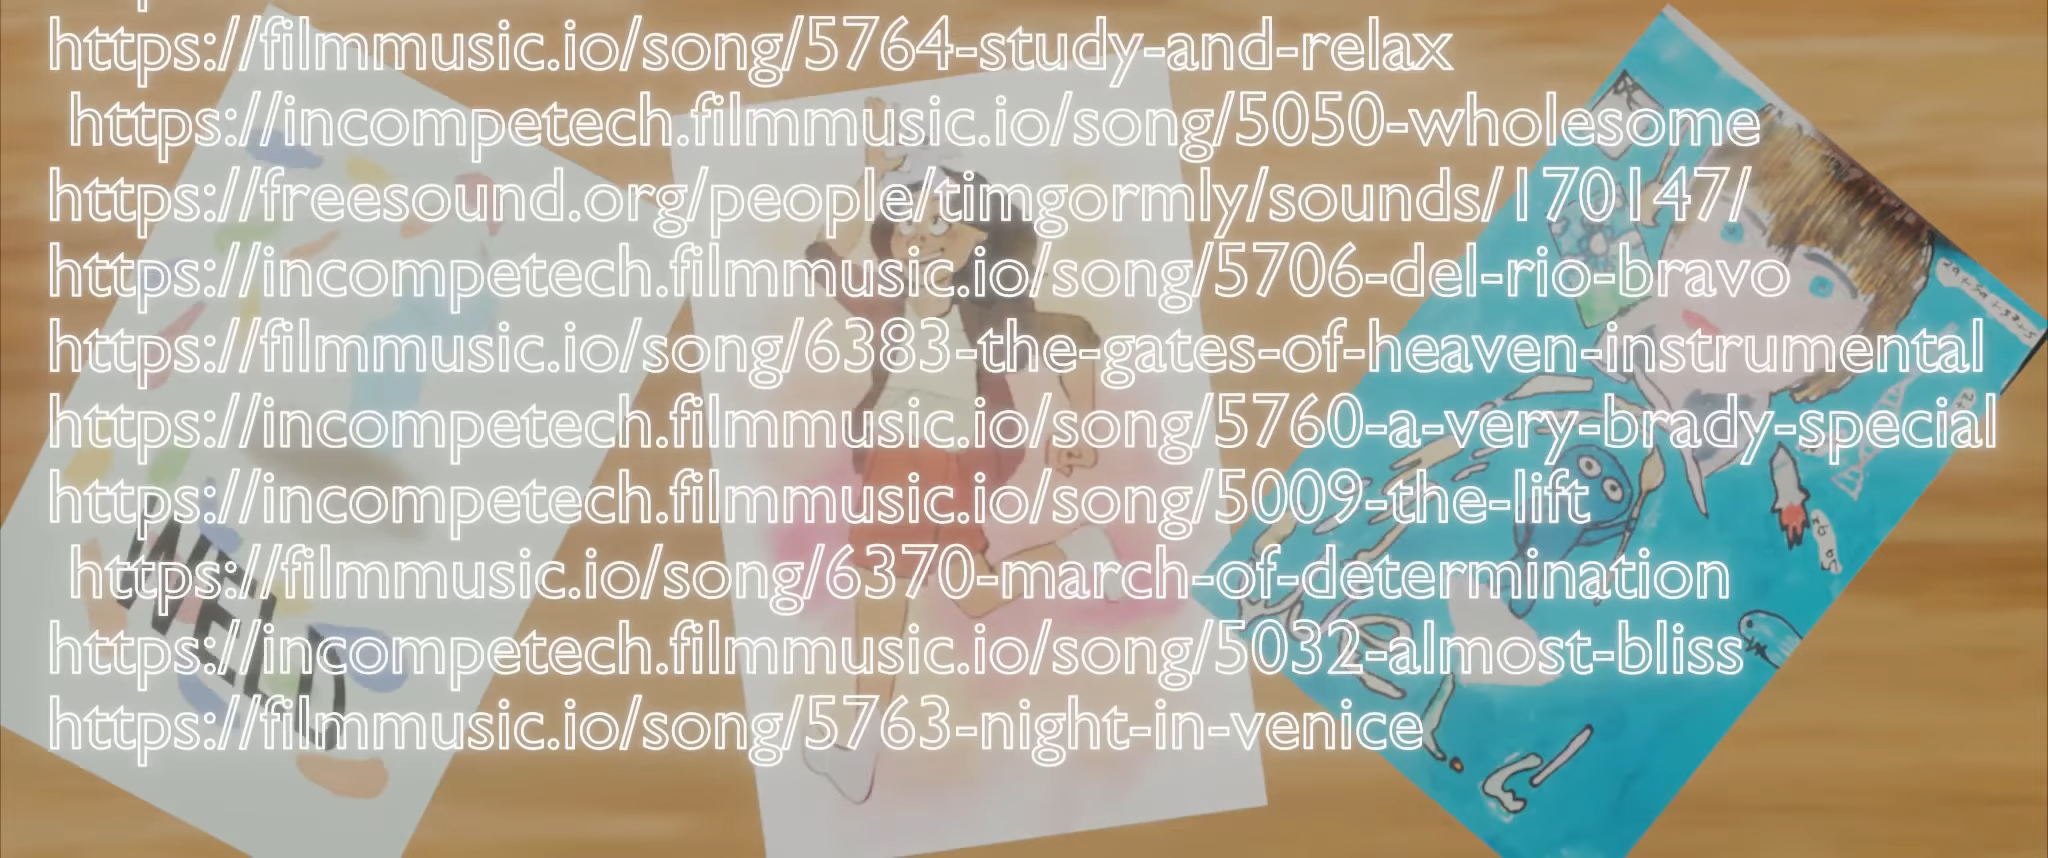 https://filmmusic.io/song/5764-study-and-relax
https://incompetech.filmmusic.io/song/5050-wholesome
https://freesound.org/people/timgormly/sounds/170147/
https://incompetech.filmmusic.io/song/5706-del-rio-bravo
https://filmmusic.io/song/6383-the-gates-of-heaven-instrumental
https://incompetech.filmmusic.io/song/5760-a-very-brady-special
https://incompetech.filmmusic.io/song/5009-the-lift
https://filmmusic.io/song/6370-march-of-determination
https://incompetech.filmmusic.io/song/5032-almost-bliss
https://filmmusic.io/song/5763-night-in-venice